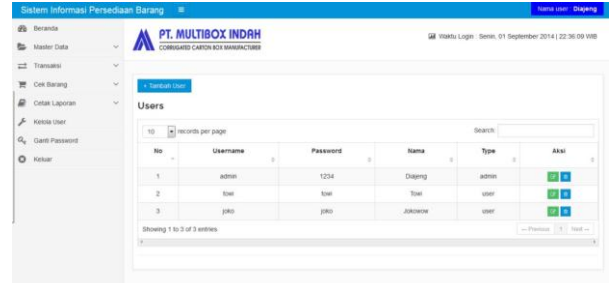 Sistem Informasi Persediaan Barang
Nama user : Diajeng
Beranda
Master Data
Transaksi
Cek Barang
Cetak Laporan
Kelola User
Ganti Password
Keluar
PT. MULTIBOX INDAH
CORRUGATED CARTON BOX MANUFACTURER
Waktu Login : Senin, 01 September 2014 | 22:36:09 WIB
+ Tambah User
Users
10 records per page
Search:
No Username Password Nama Type Aksi
1 admin 1234 Diajeng admin
2 towi towi Towi user
3 joko joko Jokowow user
Showing 1 to 3 of 3 entries
← Previous 1 Next →